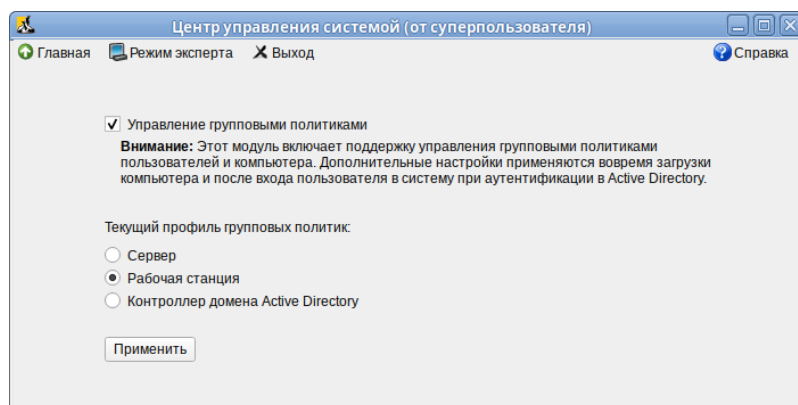 Центр управления системой (от суперпользователя)
Главная Режим эксперта Выход Справка
Управление групповыми политиками
Внимание: Этот модуль включает поддержку управления групповыми политиками
пользователей и компьютера. Дополнительные настройки применяются вовремя загрузки
компьютера и после входа пользователя в систему при аутентификации в Active Directory.
Текущий профиль групповых политик:
Сервер
Рабочая станция
Контроллер домена Active Directory
Применить